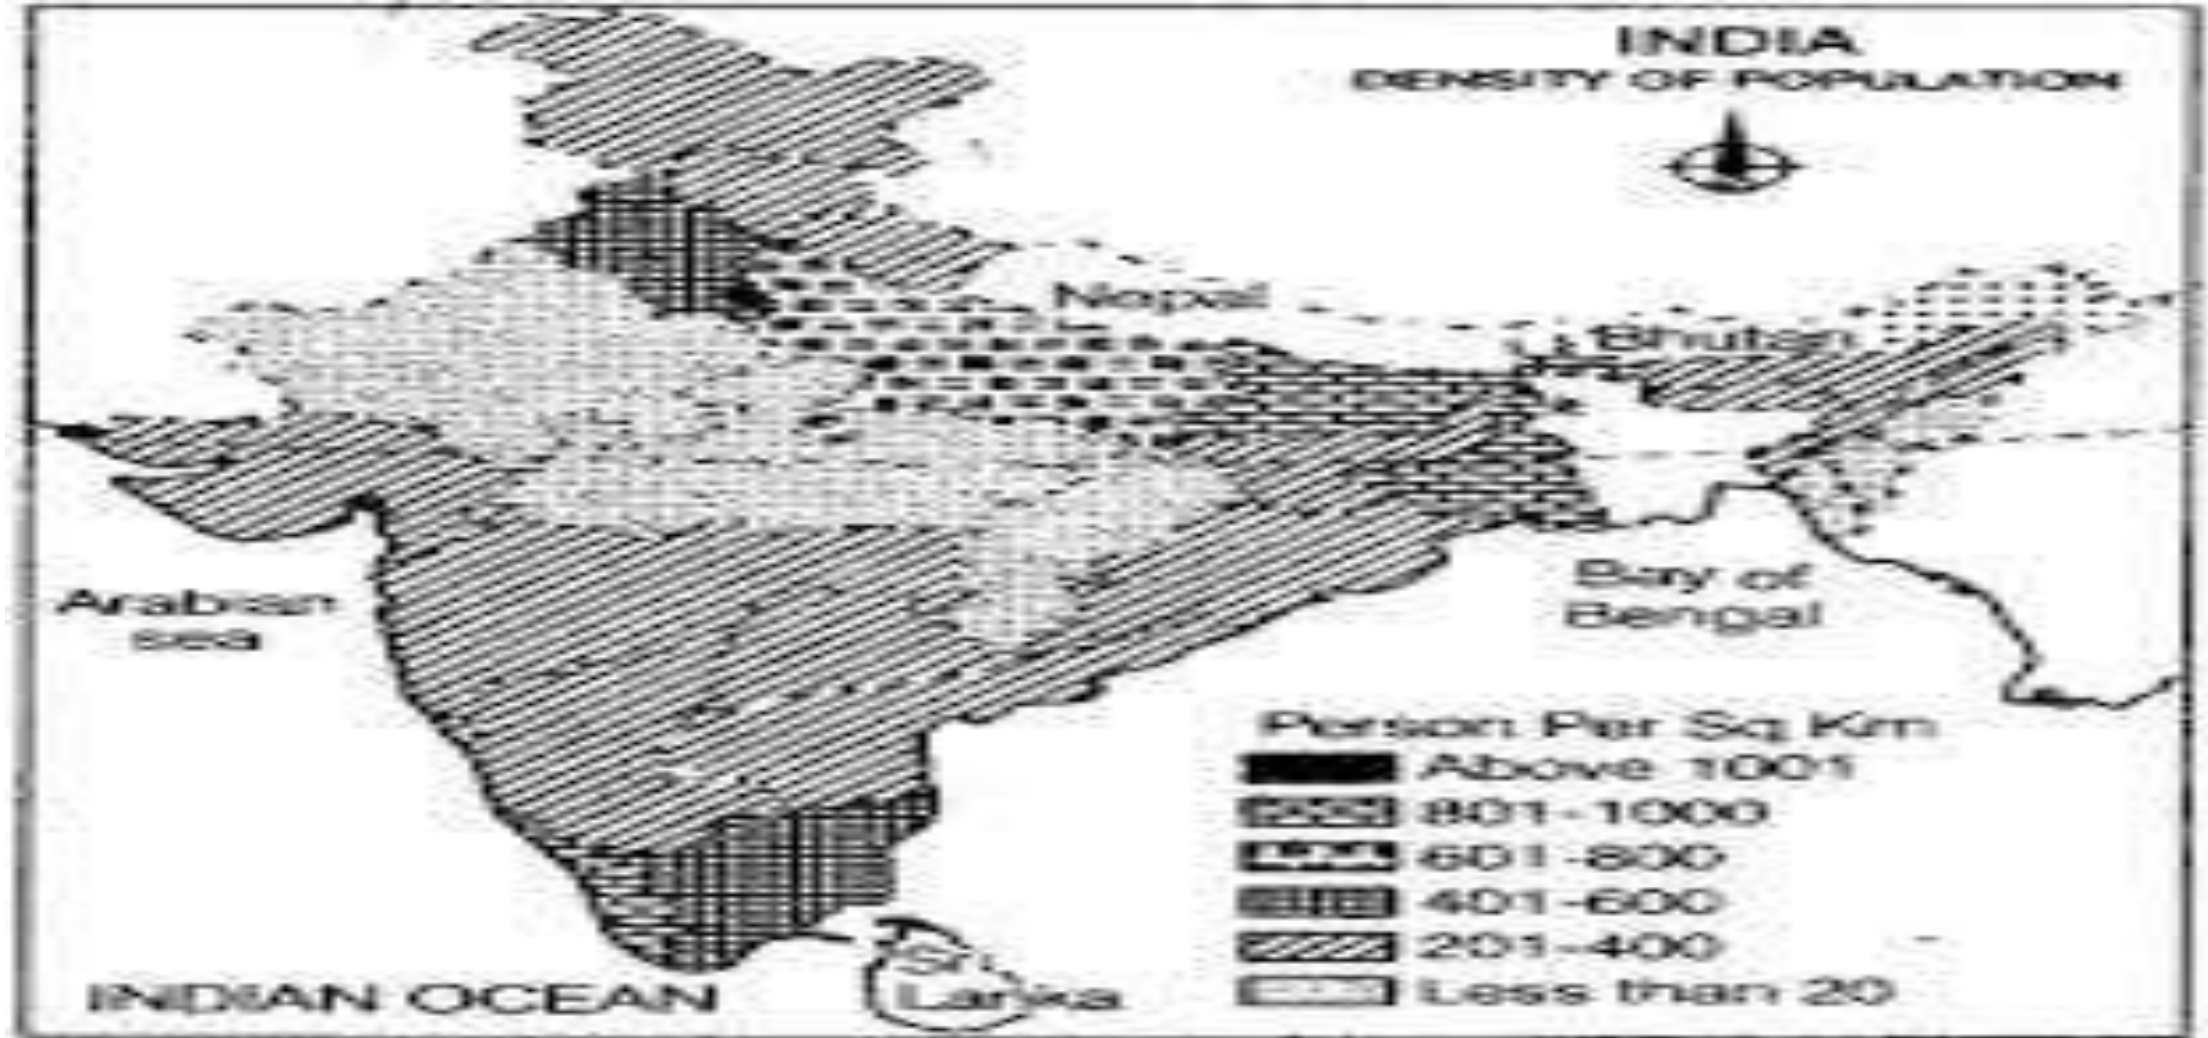 INDIA
DENSITY OF POPULATION
Nepal
Bhutan
Arabian
sea
Bay of
Bengal
Person Per Sq Km
Above 1001
801-1000
601-800
401-600
201-400
Less than 20
INDIAN OCEAN
Sri
Lanka